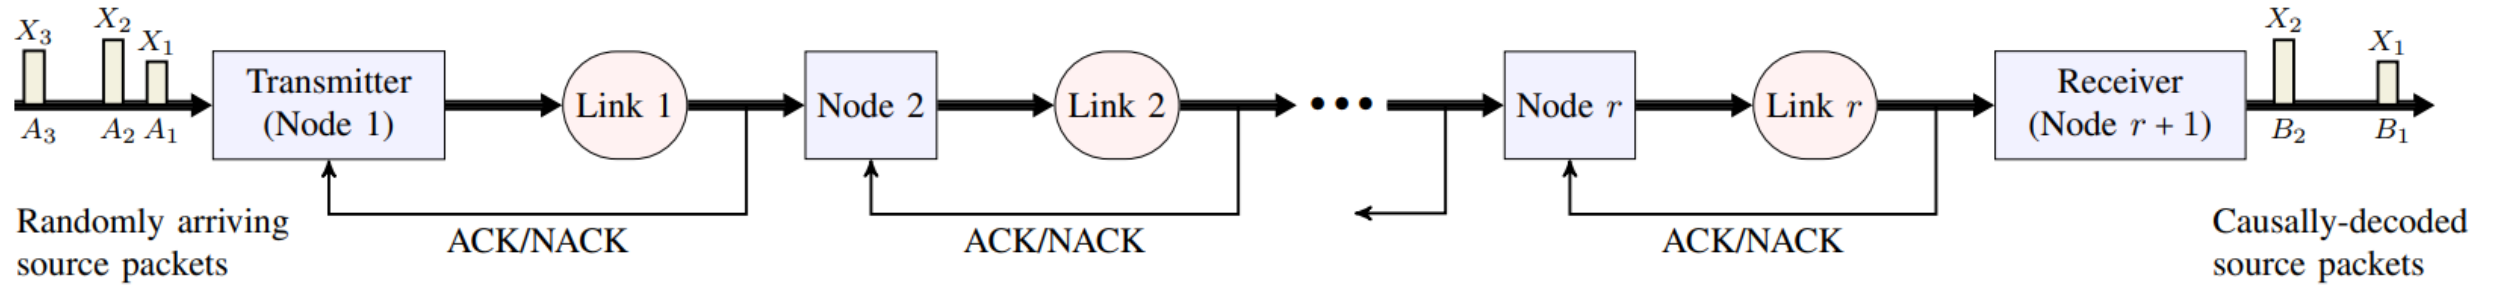 X₃
X₂
X₁
A₃
A₂
A₁
Transmitter
(Node 1)
Link 1
Node 2
Link 2
•••
Node r
Link r
Receiver
(Node r + 1)
X₂
X₁
B₂
B₁
ACK/NACK
ACK/NACK
ACK/NACK
Randomly arriving
source packets
Causally-decoded
source packets